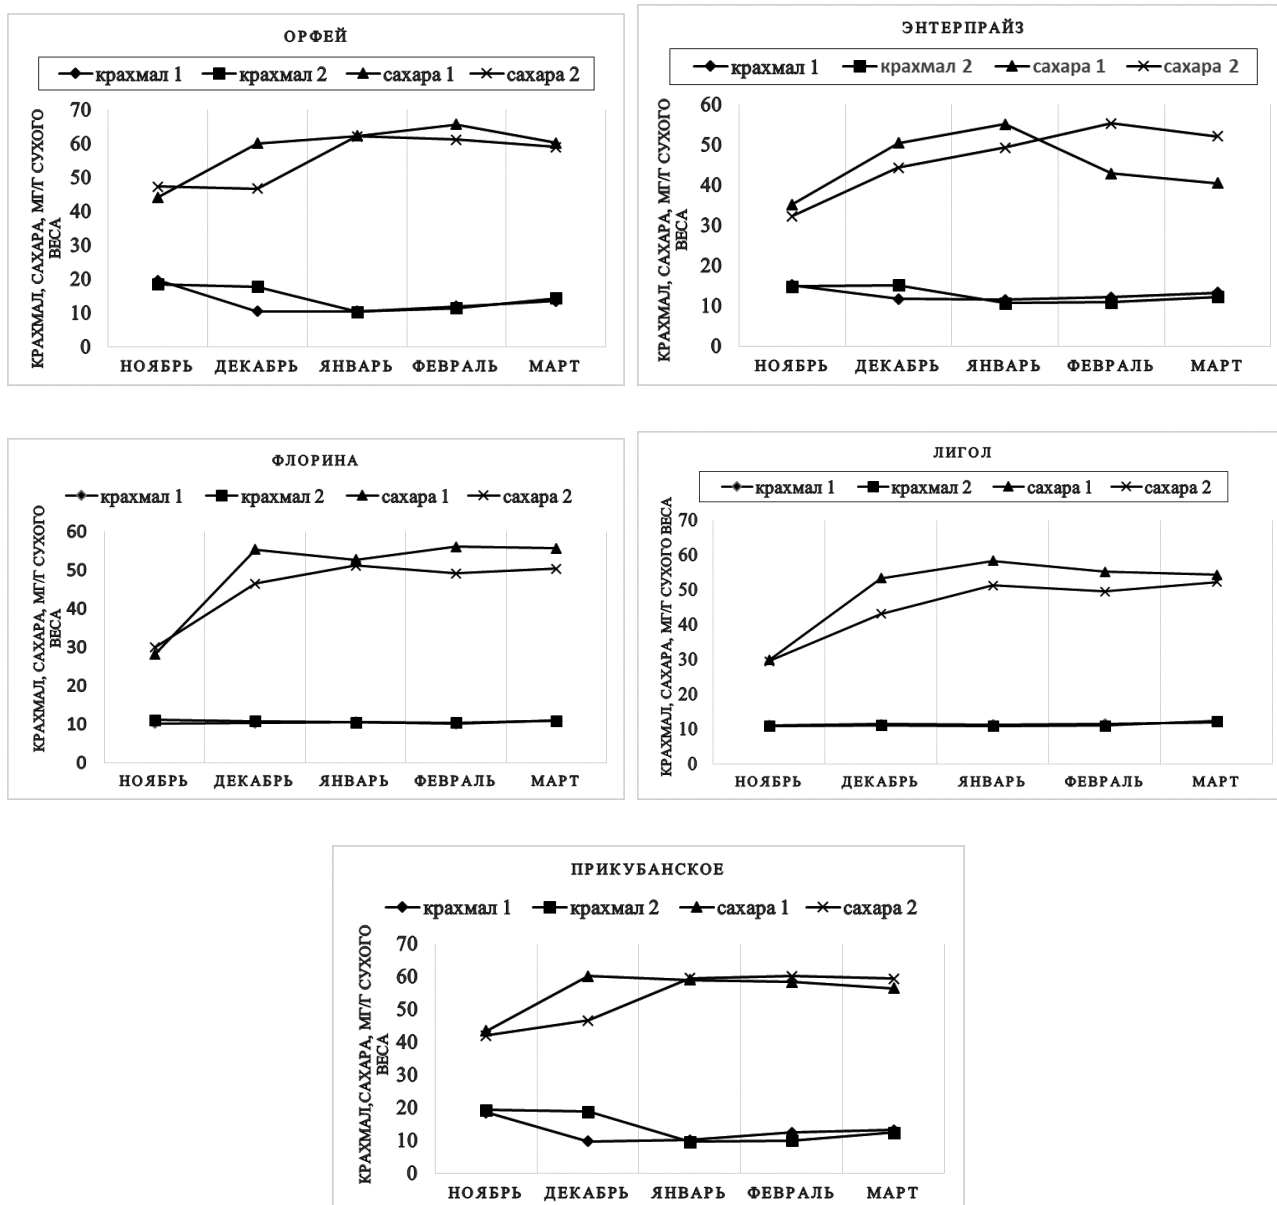 ОРФЕЙ
крахмал 1 крахмал 2 сахара 1 сахара 2
КРАХМАЛ, САХАРА, МГ/Г СУХОГО
ВЕСА
70
60
50
40
30
20
10
0
НОЯБРЬ ДЕКАБРЬ ЯНВАРЬ ФЕВРАЛЬ МАРТ
ЭНТЕРПРАЙЗ
крахмал 1 крахмал 2 сахара 1 сахара 2
КРАХМАЛ, САХАРА, МГ/Г СУХОГО
ВЕСА
60
50
40
30
20
10
0
НОЯБРЬ ДЕКАБРЬ ЯНВАРЬ ФЕВРАЛЬ МАРТ
ФЛОРИНА
крахмал 1 крахмал 2 сахара 1 сахара 2
КРАХМАЛ, САХАРА, МГ/Г СУХОГО
ВЕСА
60
50
40
30
20
10
0
НОЯБРЬ ДЕКАБРЬ ЯНВАРЬ ФЕВРАЛЬ МАРТ
ЛИГОЛ
крахмал 1 крахмал 2 сахара 1 сахара 2
КРАХМАЛ, САХАРА, МГ/Г СУХОГО ВЕСА
70
60
50
40
30
20
10
0
НОЯБРЬ ДЕКАБРЬ ЯНВАРЬ ФЕВРАЛЬ МАРТ
ПРИКУБАНСКОЕ
крахмал 1 крахмал 2 сахара 1 сахара 2
КРАХМАЛ,САХАРА, МГ/Г СУХОГО
ВЕСА
70
60
50
40
30
20
10
0
НОЯБРЬ ДЕКАБРЬ ЯНВАРЬ ФЕВРАЛЬ МАРТ